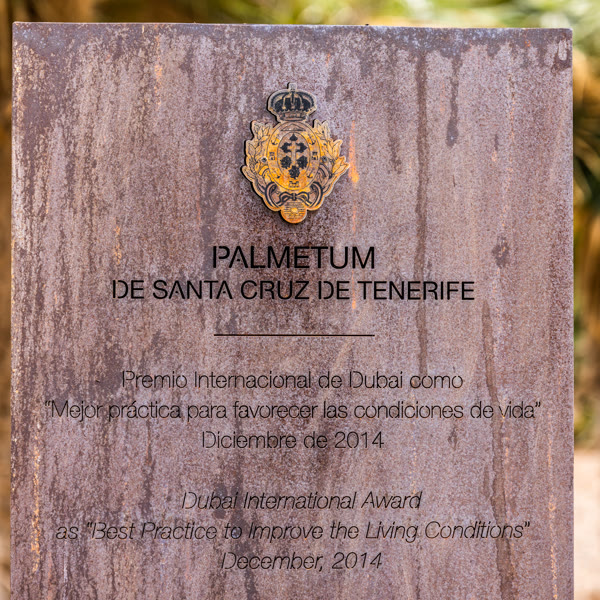 PALMETUM
DE SANTA CRUZ DE TENERIFE
Premio Internacional de Dubai como
"Mejor práctica para favorecer las condiciones de vida"
Diciembre de 2014
Dubai International Award
as "Best Practice to Improve the Living Conditions"
December, 2014